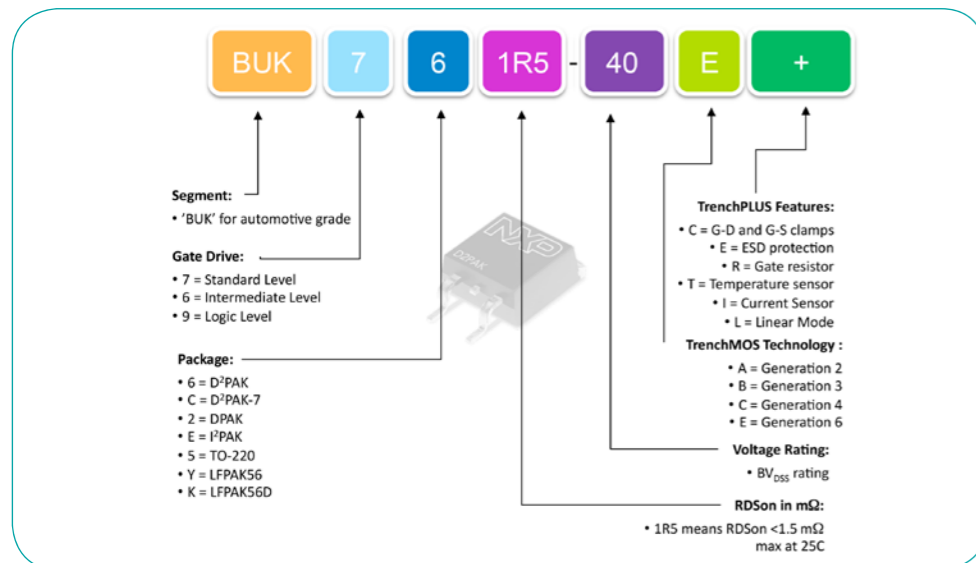 BUK 7 6 1R5 - 40 E +
Segment:
• 'BUK' for automotive grade
Gate Drive:
• 7 = Standard Level
• 6 = Intermediate Level
• 9 = Logic Level
Package:
• 6 = D²PAK
• C = D²PAK-7
• 2 = DPAK
• E = I²PAK
• 5 = TO-220
• Y = LFPAK56
• K = LFPAK56D
NXP
D2PAK
TrenchPLUS Features:
• C = G-D and G-S clamps
• E = ESD protection
• R = Gate resistor
• T = Temperature sensor
• I = Current Sensor
• L = Linear Mode
TrenchMOS Technology :
• A = Generation 2
• B = Generation 3
• C = Generation 4
• E = Generation 6
Voltage Rating:
• BV_DSS rating
RDSon in mΩ:
• 1R5 means RDSon <1.5 mΩ
max at 25C